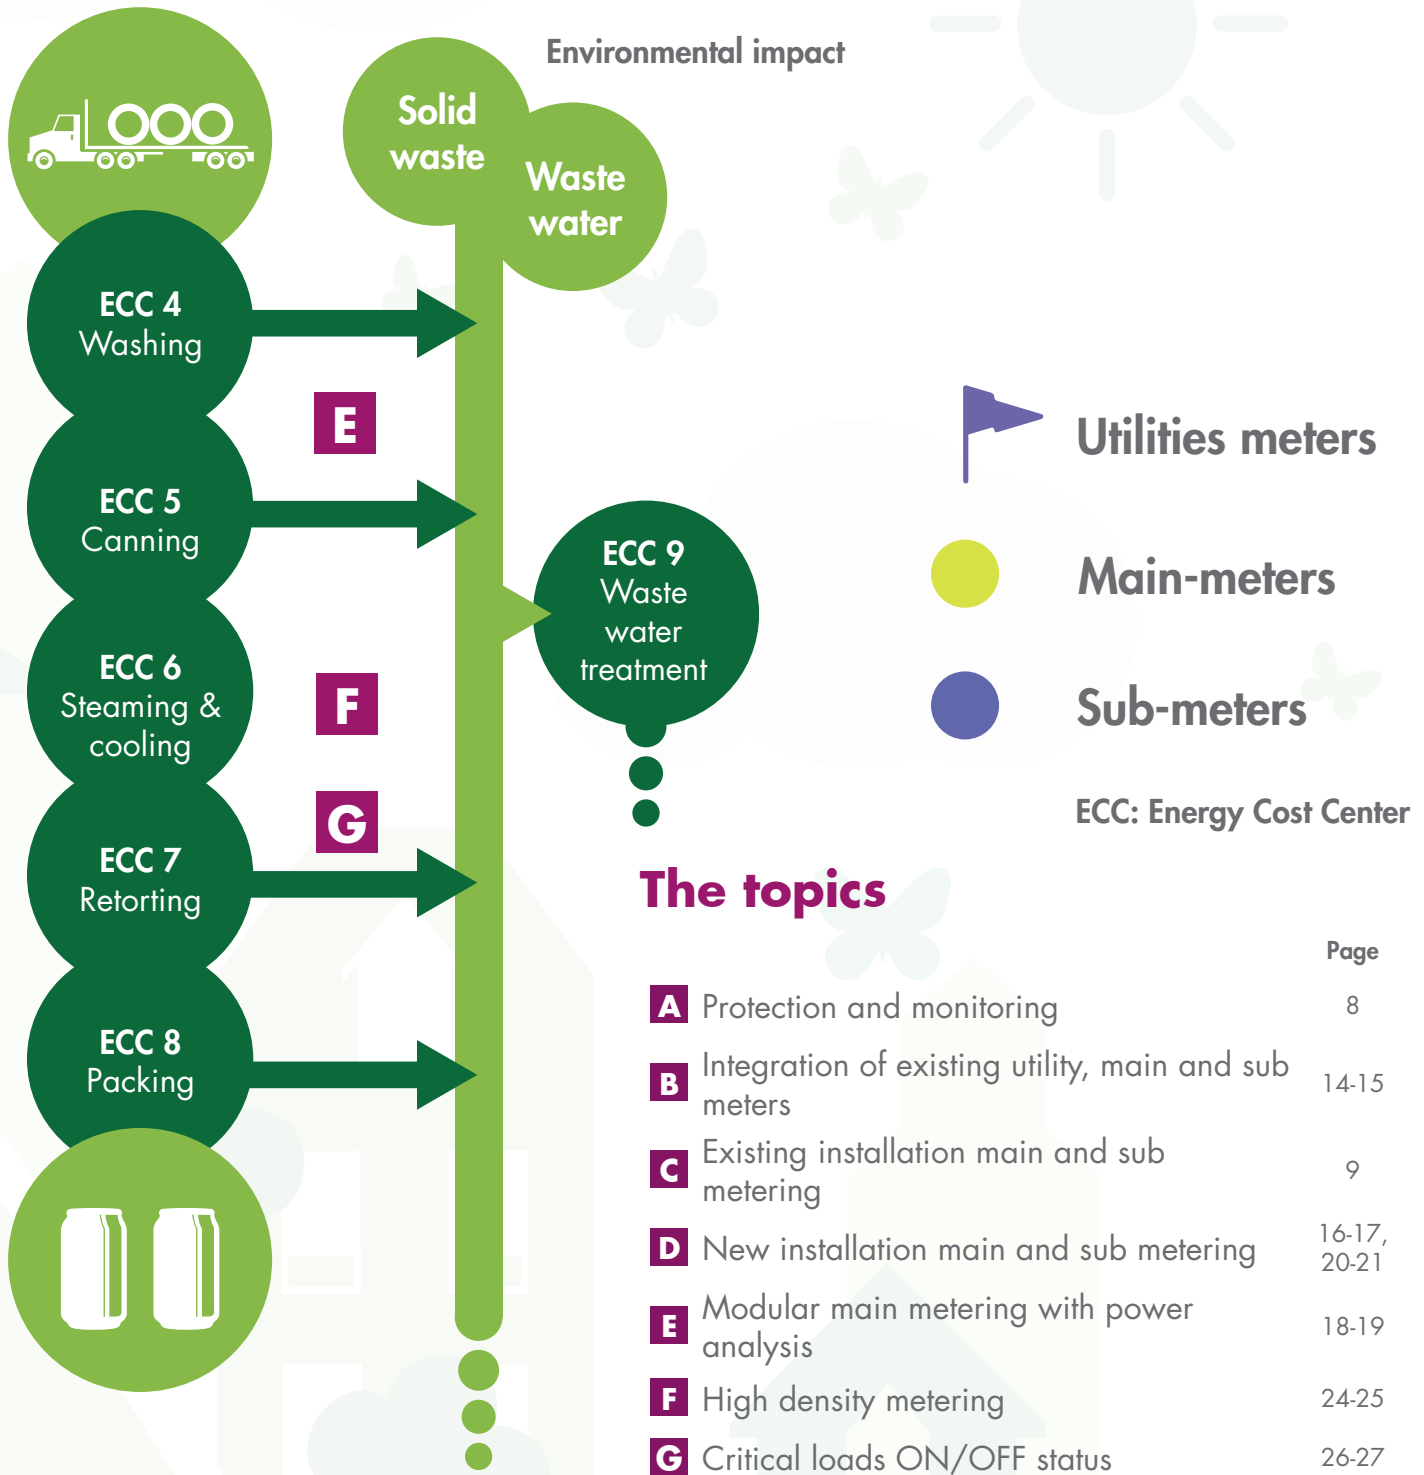 Environmental impact
Solid
waste
Waste
water
ECC 4
Washing
E
ECC 5
Canning
ECC 9
Waste
water
treatment
ECC 6
Steaming &
cooling
F
G
ECC 7
Retorting
ECC 8
Packing
Utilities meters
Main-meters
Sub-meters
ECC: Energy Cost Center
The topics
Page
A Protection and monitoring 8
B Integration of existing utility, main and sub
meters 14-15
C Existing installation main and sub
metering 9
D New installation main and sub metering 16-17,
20-21
E Modular main metering with power
analysis 18-19
F High density metering 24-25
G Critical loads ON/OFF status 26-27